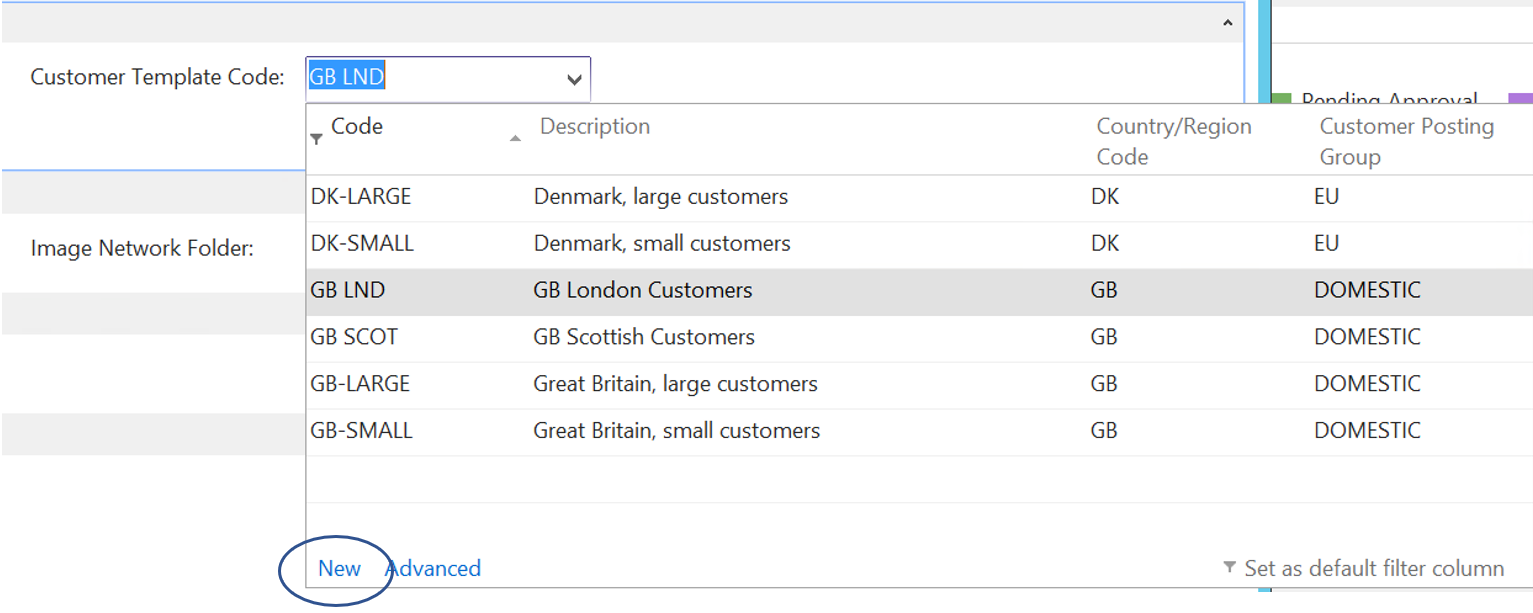 Customer Template Code: GB LND
Pending Approval
Code Description Country/Region Code Customer Posting Group
DK-LARGE Denmark, large customers DK EU
Image Network Folder: DK-SMALL Denmark, small customers DK EU
GB LND GB London Customers GB DOMESTIC
GB SCOT GB Scottish Customers GB DOMESTIC
GB-LARGE Great Britain, large customers GB DOMESTIC
GB-SMALL Great Britain, small customers GB DOMESTIC
New Advanced Set as default filter column